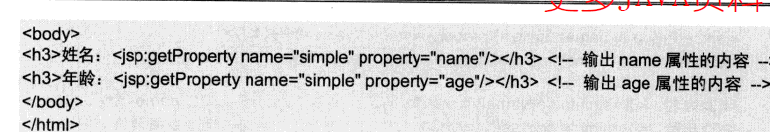 <body>
<h3>姓名：<jsp:getProperty name="simple" property="name"/></h3> <!-- 输出 name 属性的内容 --
<h3>年龄：<jsp:getProperty name="simple" property="age"/></h3> <!-- 输出 age 属性的内容 -->
</body>
</html>